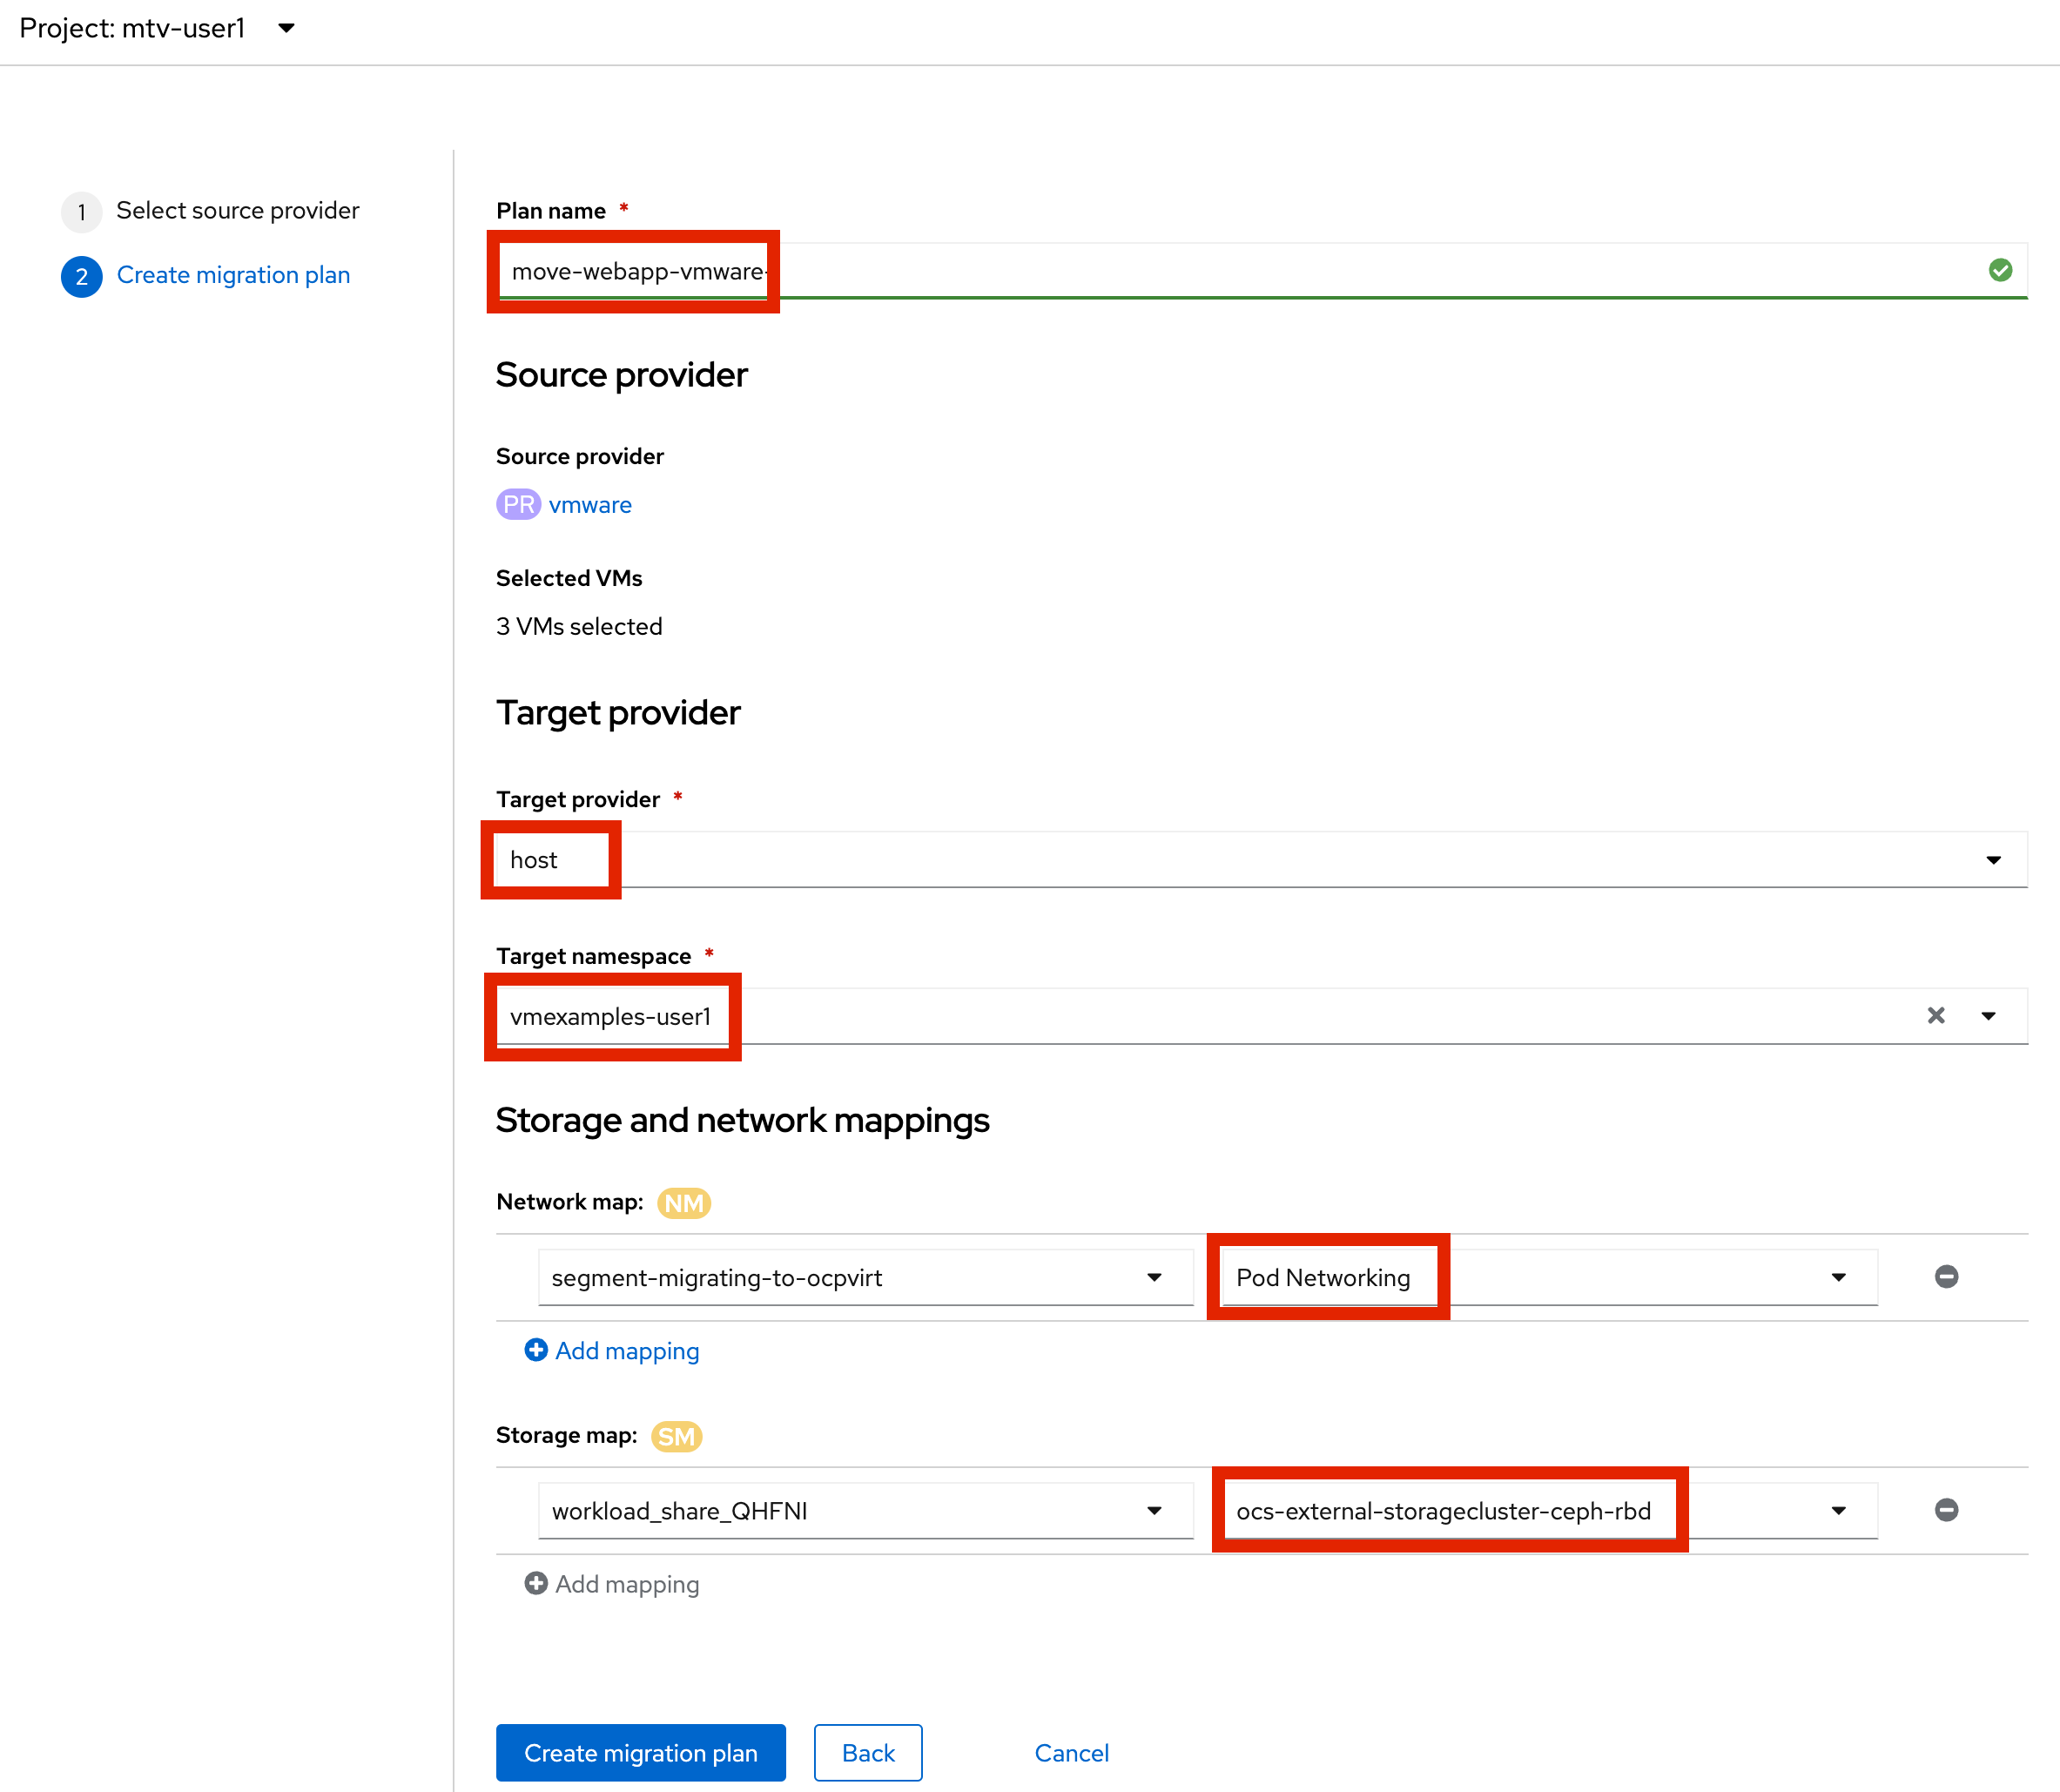 Project: mtv-user1
1 Select source provider
2 Create migration plan
Plan name *
move-webapp-vmware-
Source provider
Source provider
PR vmware
Selected VMs
3 VMs selected
Target provider
Target provider *
host
Target namespace *
vmexamples-user1
Storage and network mappings
Network map: NM
segment-migrating-to-ocpvirt Pod Networking
Add mapping
Storage map: SM
workload_share_QHFNI ocs-external-storagecluster-ceph-rbd
Add mapping
Create migration plan Back Cancel